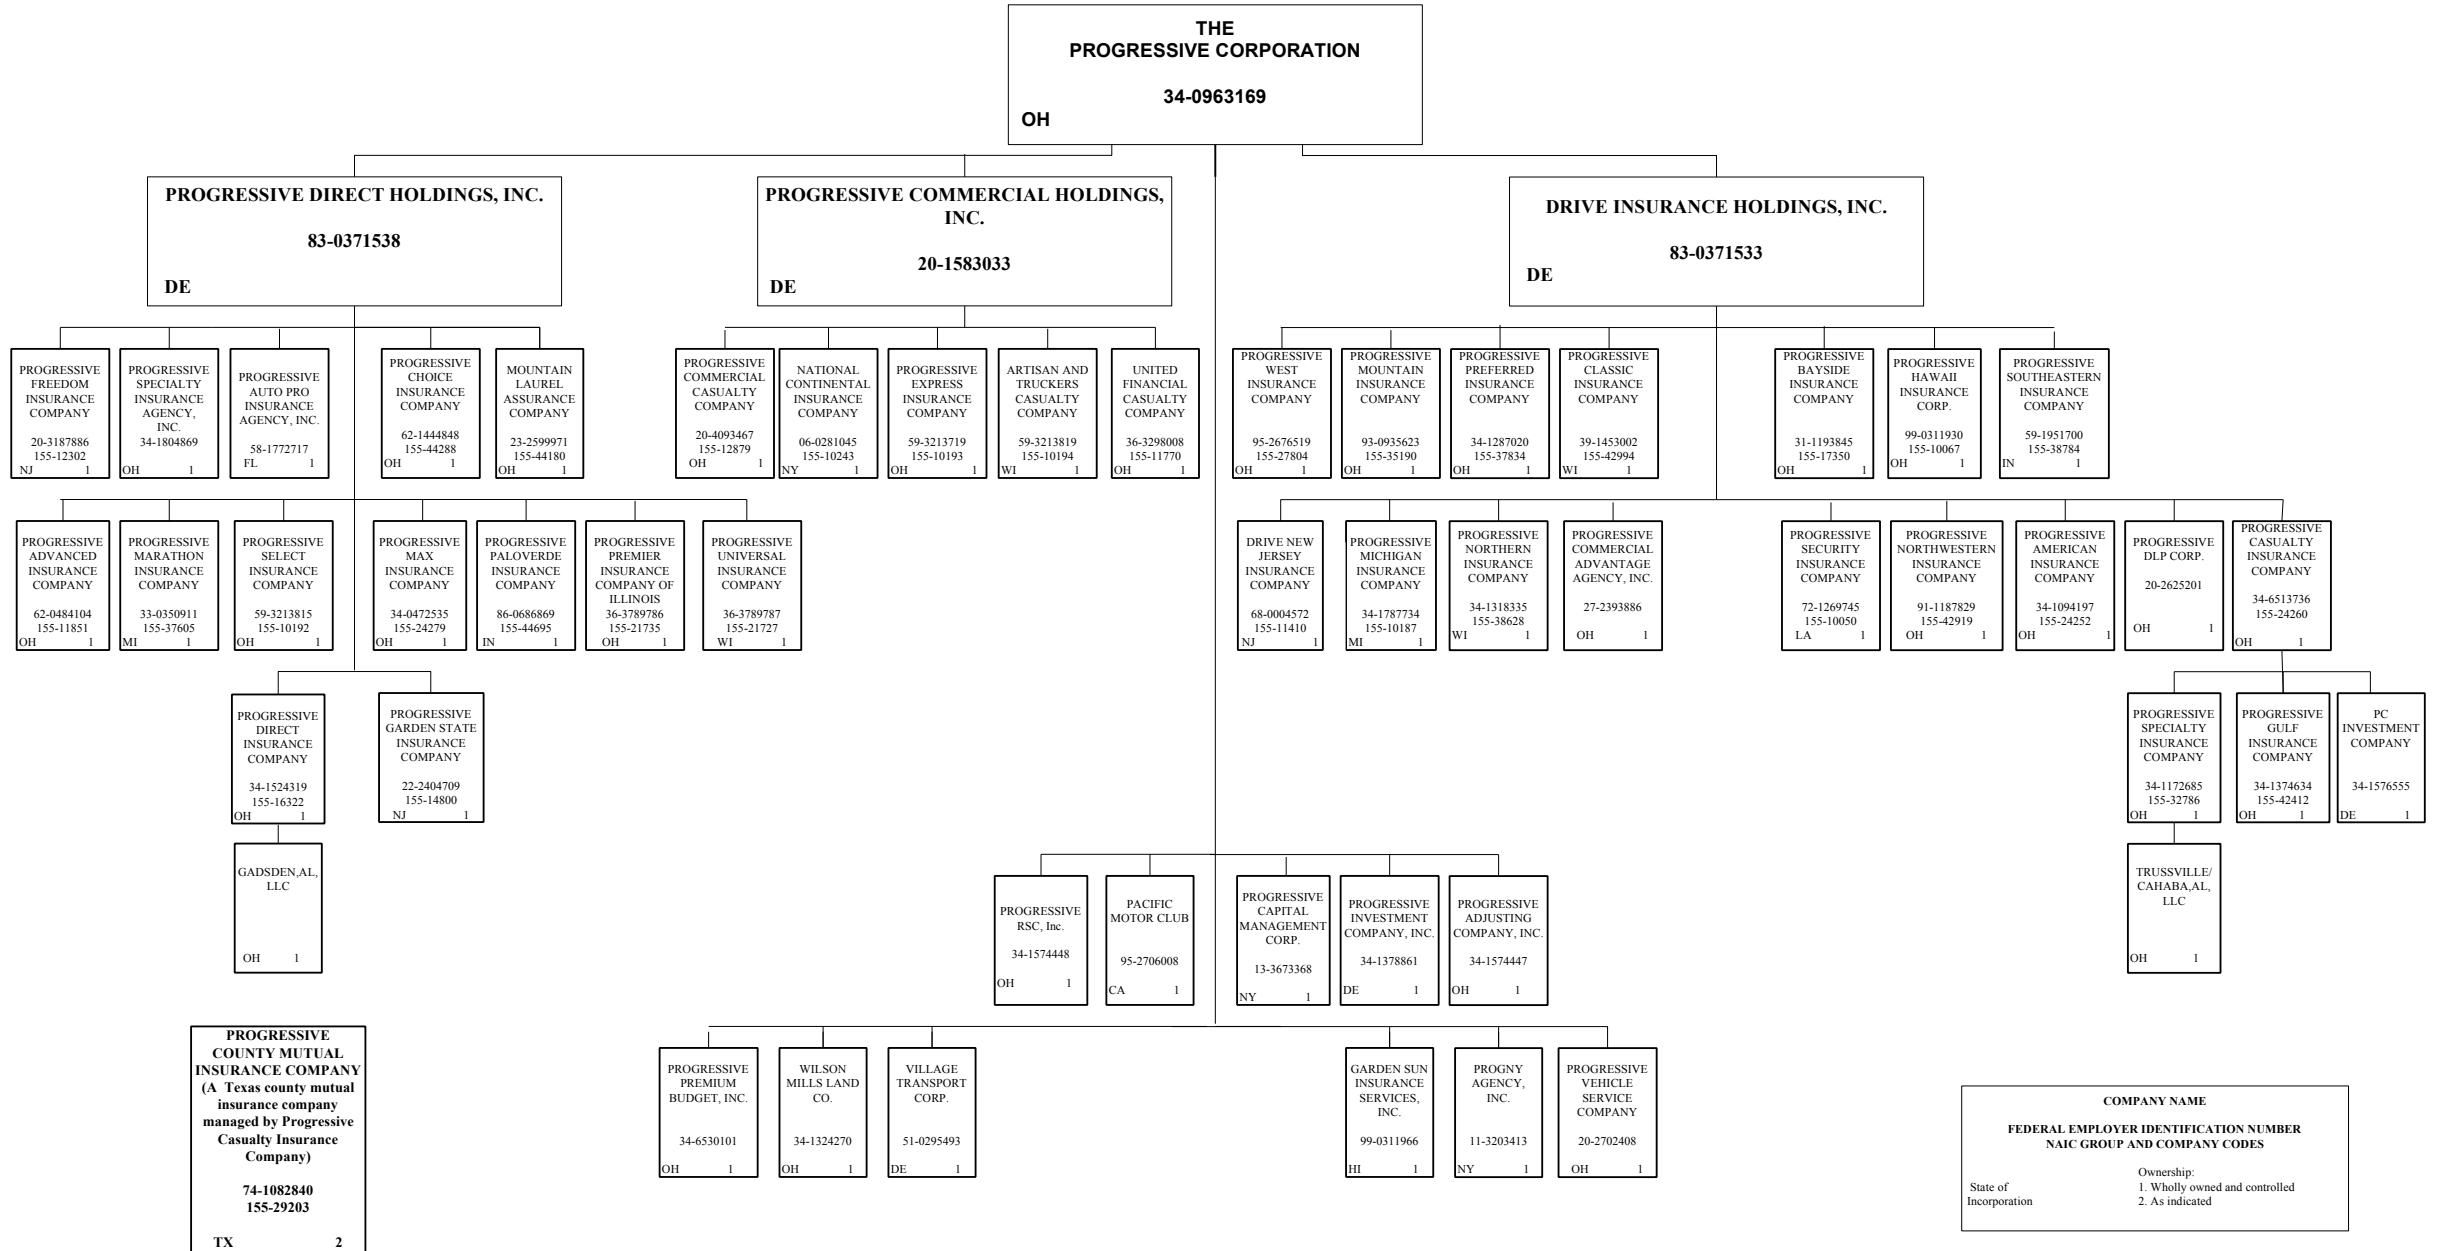 THE
PROGRESSIVE CORPORATION
34-0963169
OH
PROGRESSIVE DIRECT HOLDINGS, INC.
83-0371538
DE
PROGRESSIVE COMMERCIAL HOLDINGS,
INC.
20-1583033
DE
DRIVE INSURANCE HOLDINGS, INC.
83-0371533
DE
PROGRESSIVE
FREEDOM
INSURANCE
COMPANY
20-3187886
155-12302
NJ 1
PROGRESSIVE
SPECIALTY
INSURANCE
AGENCY,
INC.
34-1804869
OH 1
PROGRESSIVE
AUTO PRO
INSURANCE
AGENCY, INC.
58-1772717
FL 1
PROGRESSIVE
CHOICE
INSURANCE
COMPANY
62-1444848
155-44288
OH 1
MOUNTAIN
LAUREL
ASSURANCE
COMPANY
23-2599971
155-44180
OH 1
PROGRESSIVE
COMMERCIAL
CASUALTY
COMPANY
20-4093467
155-12879
OH 1
NATIONAL
CONTINENTAL
INSURANCE
COMPANY
06-0281045
155-10243
NY 1
PROGRESSIVE
EXPRESS
INSURANCE
COMPANY
59-3213719
155-10193
OH 1
ARTISAN AND
TRUCKERS
CASUALTY
COMPANY
59-3213819
155-10194
WI 1
UNITED
FINANCIAL
CASUALTY
COMPANY
36-3298008
155-11770
OH 1
PROGRESSIVE
WEST
INSURANCE
COMPANY
95-2676519
155-27804
OH 1
PROGRESSIVE
MOUNTAIN
INSURANCE
COMPANY
93-0935623
155-35190
OH 1
PROGRESSIVE
PREFERRED
INSURANCE
COMPANY
34-1287020
155-37834
OH 1
PROGRESSIVE
CLASSIC
INSURANCE
COMPANY
39-1453002
155-42994
WI 1
PROGRESSIVE
BAYSIDE
INSURANCE
COMPANY
31-1193845
155-17350
OH 1
PROGRESSIVE
HAWAII
INSURANCE
CORP.
99-0311930
155-10067
OH 1
PROGRESSIVE
SOUTHEASTERN
INSURANCE
COMPANY
59-1951700
155-38784
IN 1
PROGRESSIVE
ADVANCED
INSURANCE
COMPANY
62-0484104
155-11851
OH 1
PROGRESSIVE
MARATHON
INSURANCE
COMPANY
33-0350911
155-37605
MI 1
PROGRESSIVE
SELECT
INSURANCE
COMPANY
59-3213815
155-10192
OH 1
PROGRESSIVE
MAX
INSURANCE
COMPANY
34-0472535
155-24279
OH 1
PROGRESSIVE
PALOVERDE
INSURANCE
COMPANY
86-0686869
155-44695
IN 1
PROGRESSIVE
PREMIER
INSURANCE
COMPANY OF
ILLINOIS
36-3789786
155-21735
OH 1
PROGRESSIVE
UNIVERSAL
INSURANCE
COMPANY
36-3789787
155-21727
WI 1
DRIVE NEW
JERSEY
INSURANCE
COMPANY
68-0004572
155-11410
NJ 1
PROGRESSIVE
MICHIGAN
INSURANCE
COMPANY
34-1787734
155-10187
MI 1
PROGRESSIVE
NORTHERN
INSURANCE
COMPANY
34-1318335
155-38628
WI 1
PROGRESSIVE
COMMERCIAL
ADVANTAGE
AGENCY, INC.
27-2393886
OH 1
PROGRESSIVE
SECURITY
INSURANCE
COMPANY
72-1269745
155-10050
LA 1
PROGRESSIVE
NORTHWESTERN
INSURANCE
COMPANY
91-1187829
155-42919
OH 1
PROGRESSIVE
AMERICAN
INSURANCE
COMPANY
34-1094197
155-24252
OH 1
PROGRESSIVE
DLP CORP.
20-2625201
OH 1
PROGRESSIVE
CASUALTY
INSURANCE
COMPANY
34-6513736
155-24260
OH 1
PROGRESSIVE
DIRECT
INSURANCE
COMPANY
34-1524319
155-16322
OH 1
PROGRESSIVE
GARDEN STATE
INSURANCE
COMPANY
22-2404709
155-14800
NJ 1
PROGRESSIVE
SPECIALTY
INSURANCE
COMPANY
34-1172685
155-32786
OH 1
PROGRESSIVE
GULF
INSURANCE
COMPANY
34-1374634
155-42412
OH 1
PC
INVESTMENT
COMPANY
34-1576555
DE 1
GADSDEN,AL,
LLC
OH 1
TRUSSVILLE/
CAHABA,AL,
LLC
OH 1
PROGRESSIVE
RSC, Inc.
34-1574448
OH 1
PACIFIC
MOTOR CLUB
95-2706008
CA 1
PROGRESSIVE
CAPITAL
MANAGEMENT
CORP.
13-3673368
NY 1
PROGRESSIVE
INVESTMENT
COMPANY, INC.
34-1378861
DE 1
PROGRESSIVE
ADJUSTING
COMPANY, INC.
34-1574447
OH 1
PROGRESSIVE
COUNTY MUTUAL
INSURANCE COMPANY
(A Texas county mutual
insurance company
managed by Progressive
Casualty Insurance
Company)
74-1082840
155-29203
TX 2
PROGRESSIVE
PREMIUM
BUDGET, INC.
34-6530101
OH 1
WILSON
MILLS LAND
CO.
34-1324270
OH 1
VILLAGE
TRANSPORT
CORP.
51-0295493
DE 1
GARDEN SUN
INSURANCE
SERVICES,
INC.
99-0311966
HI 1
PROGNY
AGENCY,
INC.
11-3203413
NY 1
PROGRESSIVE
VEHICLE
SERVICE
COMPANY
20-2702408
OH 1
COMPANY NAME
FEDERAL EMPLOYER IDENTIFICATION NUMBER
NAIC GROUP AND COMPANY CODES
Ownership:
State of 1. Wholly owned and controlled
Incorporation 2. As indicated